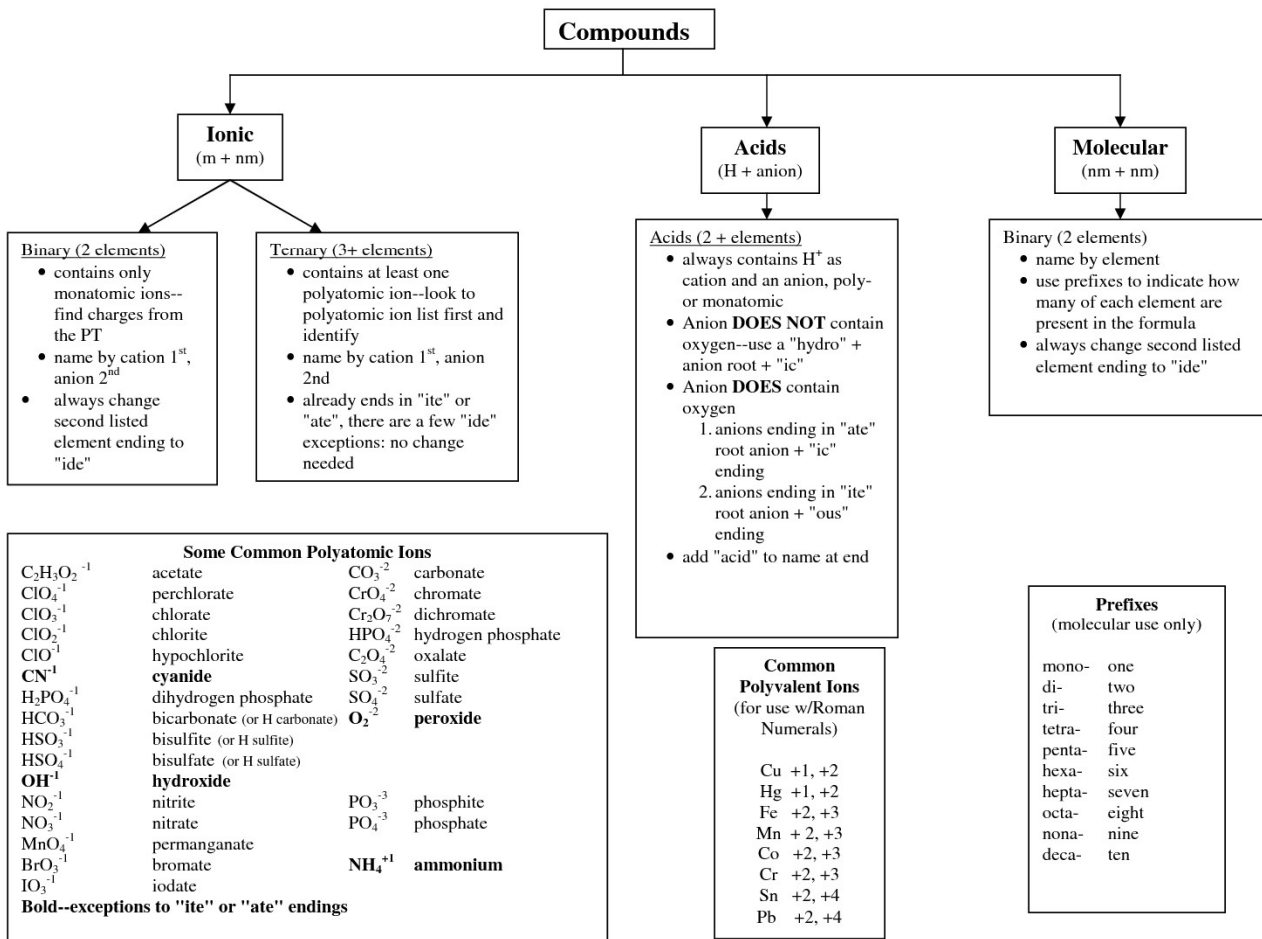 Compounds
Ionic
(m + nm)
Acids
(H + anion)
Molecular
(nm + nm)
Binary (2 elements)
• contains only
monatomic ions--
find charges from
the PT
• name by cation 1st,
anion 2nd
• always change
second listed
element ending to
"ide"
Ternary (3+ elements)
• contains at least one
polyatomic ion--look to
polyatomic ion list first and
identify
• name by cation 1st, anion
2nd
• already ends in "ite" or
"ate", there are a few "ide"
exceptions: no change
needed
Acids (2 + elements)
• always contains H⁺ as
cation and an anion, poly-
or monatomic
• Anion DOES NOT contain
oxygen--use a "hydro" +
anion root + "ic"
• Anion DOES contain
oxygen
1. anions ending in "ate"
root anion + "ic"
ending
2. anions ending in "ite"
root anion + "ous"
ending
• add "acid" to name at end
Binary (2 elements)
• name by element
• use prefixes to indicate how
many of each element are
present in the formula
• always change second listed
element ending to "ide"
Some Common Polyatomic Ions
C₂H₃O₂⁻¹ acetate CO₃⁻² carbonate
ClO₄⁻¹ perchlorate CrO₄⁻² chromate
ClO₃⁻¹ chlorate Cr₂O₇⁻² dichromate
ClO₂⁻¹ chlorite HPO₄⁻² hydrogen phosphate
ClO⁻¹ hypochlorite C₂O₄⁻² oxalate
CN⁻¹ cyanide SO₃⁻² sulfite
H₂PO₄⁻¹ dihydrogen phosphate SO₄⁻² sulfate
HCO₃⁻¹ bicarbonate (or H carbonate) O₂⁻² peroxide
HSO₃⁻¹ bisulfite (or H sulfite)
HSO₄⁻¹ bisulfate (or H sulfate)
OH⁻¹ hydroxide
NO₂⁻¹ nitrite PO₃⁻³ phosphite
NO₃⁻¹ nitrate PO₄⁻³ phosphate
MnO₄⁻¹ permanganate
BrO₃⁻¹ bromate NH₄⁺¹ ammonium
IO₃⁻¹ iodate
Bold--exceptions to "ite" or "ate" endings
Common
Polyvalent Ions
(for use w/Roman
Numerals)
Cu +1, +2
Hg +1, +2
Fe +2, +3
Mn + 2, +3
Co +2, +3
Cr +2, +3
Sn +2, +4
Pb +2, +4
Prefixes
(molecular use only)
mono- one
di- two
tri- three
tetra- four
penta- five
hexa- six
hepta- seven
octa- eight
nona- nine
deca- ten